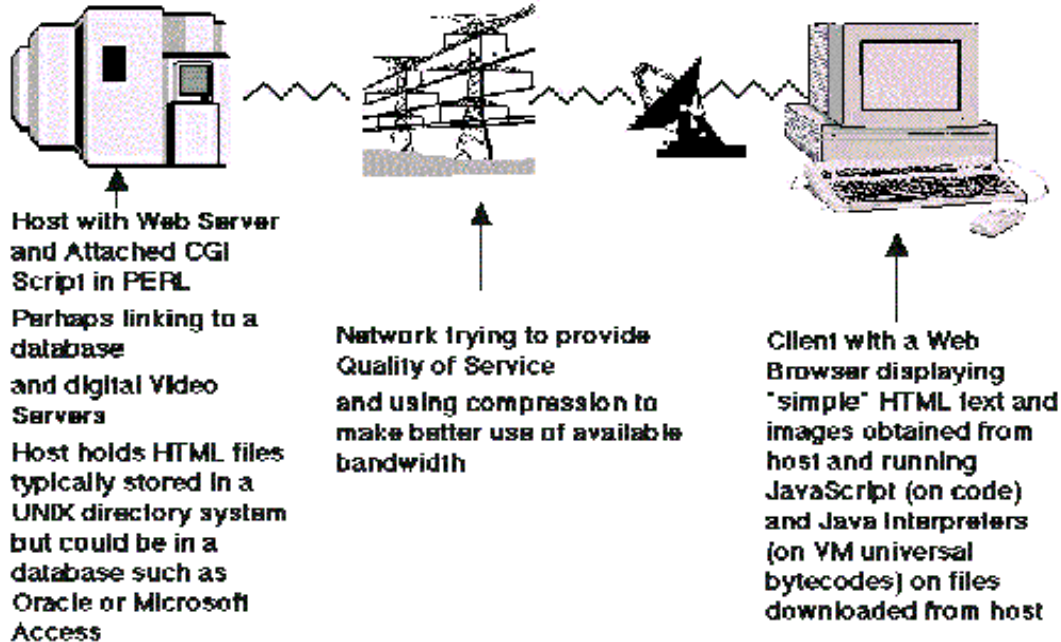 Host with Web Server
and Attached CGI
Script in PERL
Perhaps linking to a
database
and digital Video
Servers
Host holds HTML files
typically stored in a
UNIX directory system
but could be in a
database such as
Oracle or Microsoft
Access
Network trying to provide
Quality of Service
and using compression to
make better use of available
bandwidth
Client with a Web
Browser displaying
"simple" HTML text and
images obtained from
host and running
JavaScript (on code)
and Java Interpreters
(on VM universal
bytecodes) on files
downloaded from host